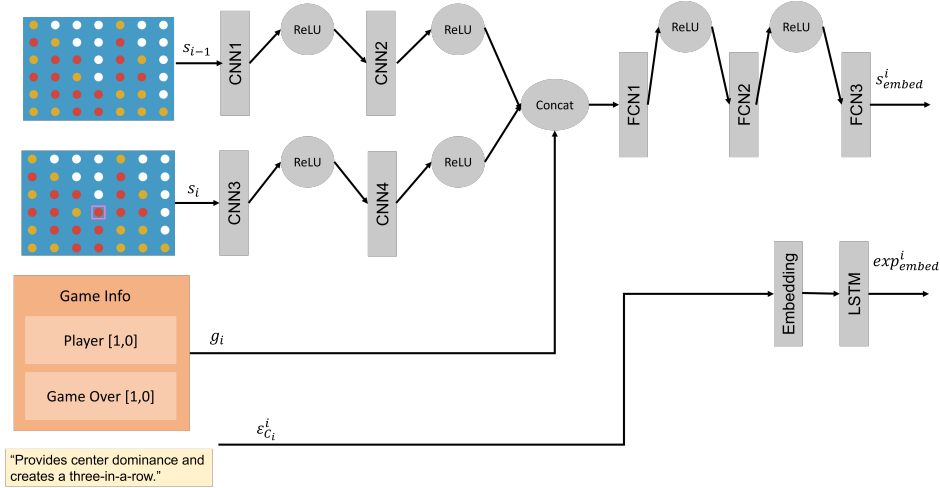 s_{i-1}
CNN1
ReLU
CNN2
ReLU
Concat
FCN1
ReLU
FCN2
ReLU
FCN3
s^i_{embed}
s_i
CNN3
ReLU
CNN4
ReLU
Game Info
Player [1,0]
Game Over [1,0]
g_i
Embedding
LSTM
exp^i_{embed}
ε^i_{C_i}
“Provides center dominance and
creates a three-in-a-row.”